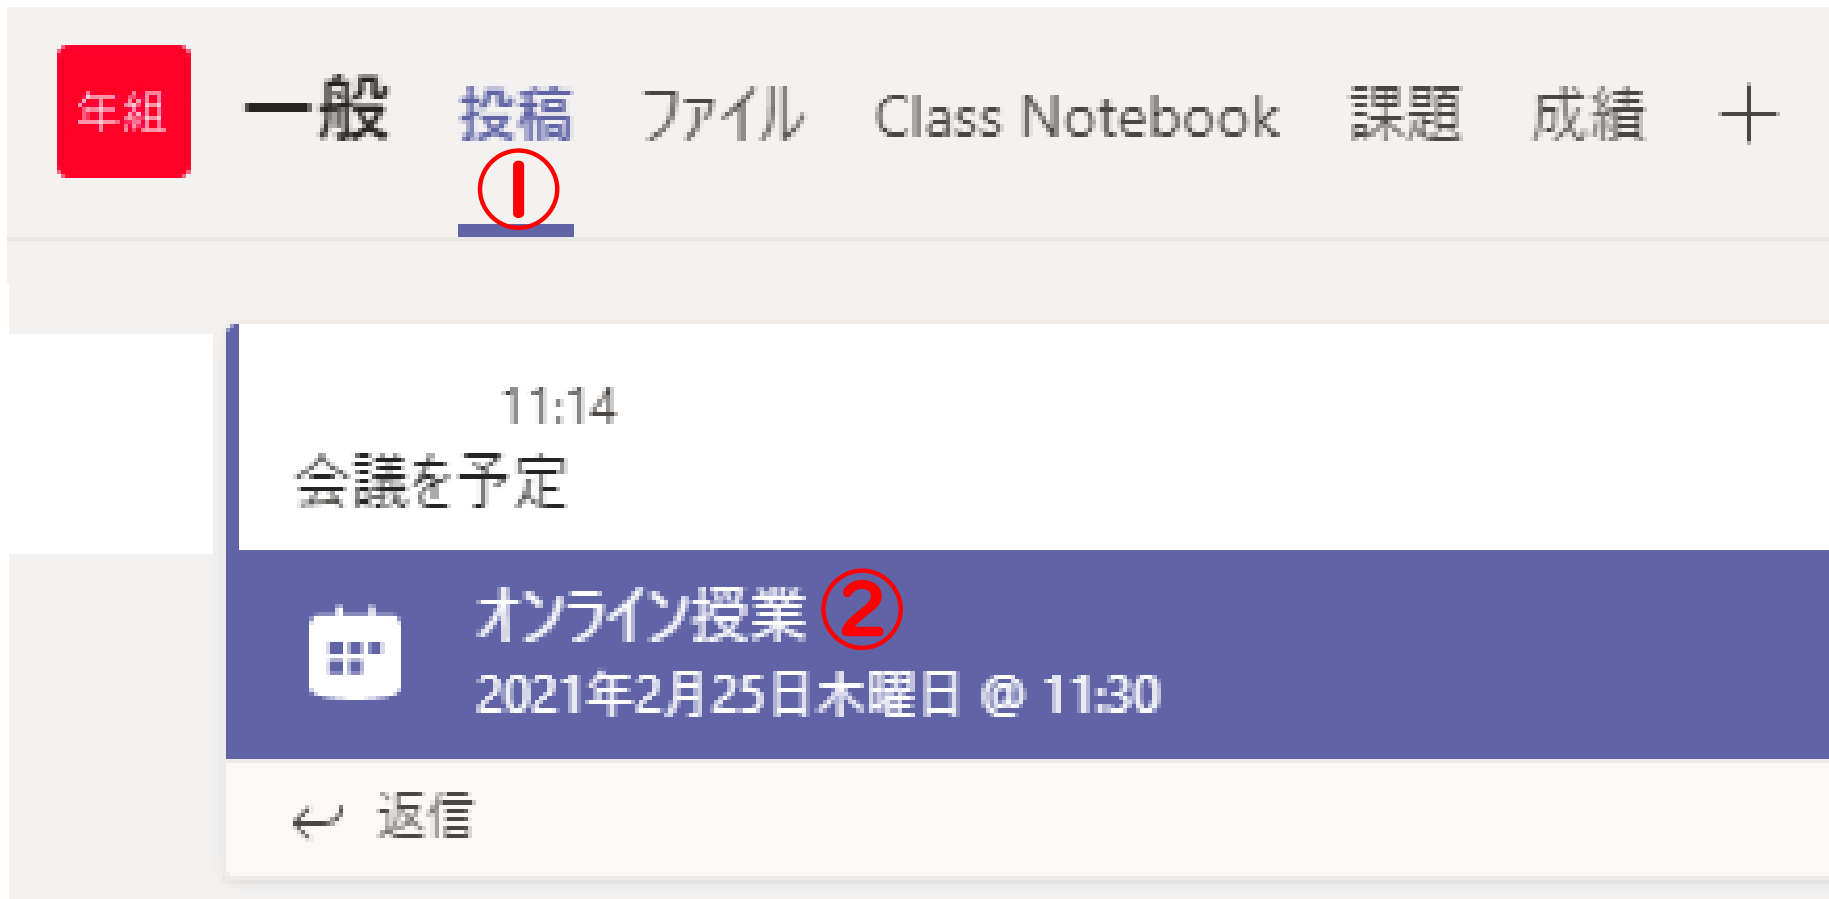 年組 一般 投稿 ファイル Class Notebook 課題 成績 +
①
11:14
会議を予定
オンライン授業 ②
2021年2月25日木曜日 @ 11:30
返信